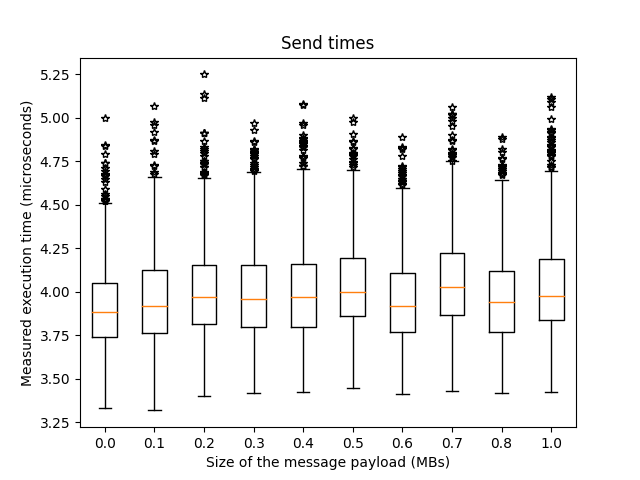 Send times
Measured execution time (microseconds)
5.25
5.00
4.75
4.50
4.25
4.00
3.75
3.50
3.25
0.0 0.1 0.2 0.3 0.4 0.5 0.6 0.7 0.8 1.0
Size of the message payload (MBs)